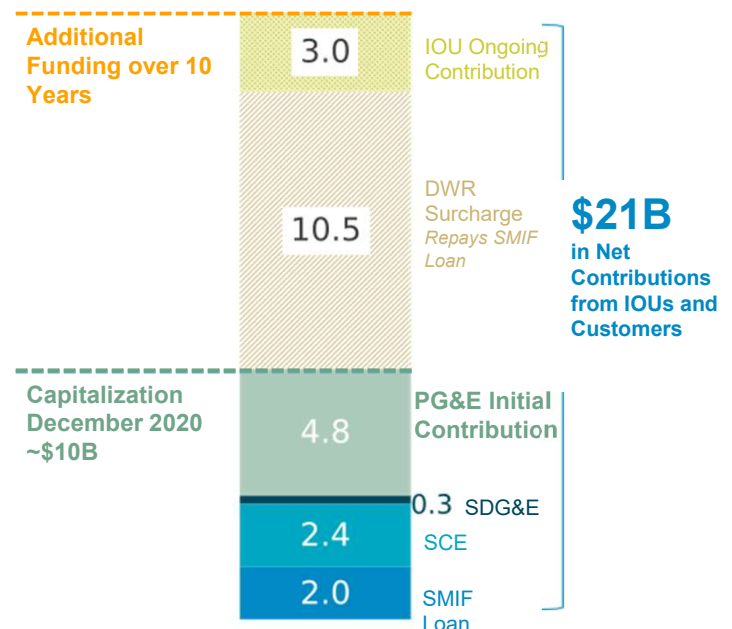 Additional
Funding over 10
Years
3.0
IOU Ongoing
Contribution
10.5
DWR
Surcharge
Repays SMIF
Loan
$21B
in Net
Contributions
from IOUs and
Customers
Capitalization
December 2020
~$10B
4.8
PG&E Initial
Contribution
0.3 SDG&E
2.4
SCE
2.0
SMIF
Loan